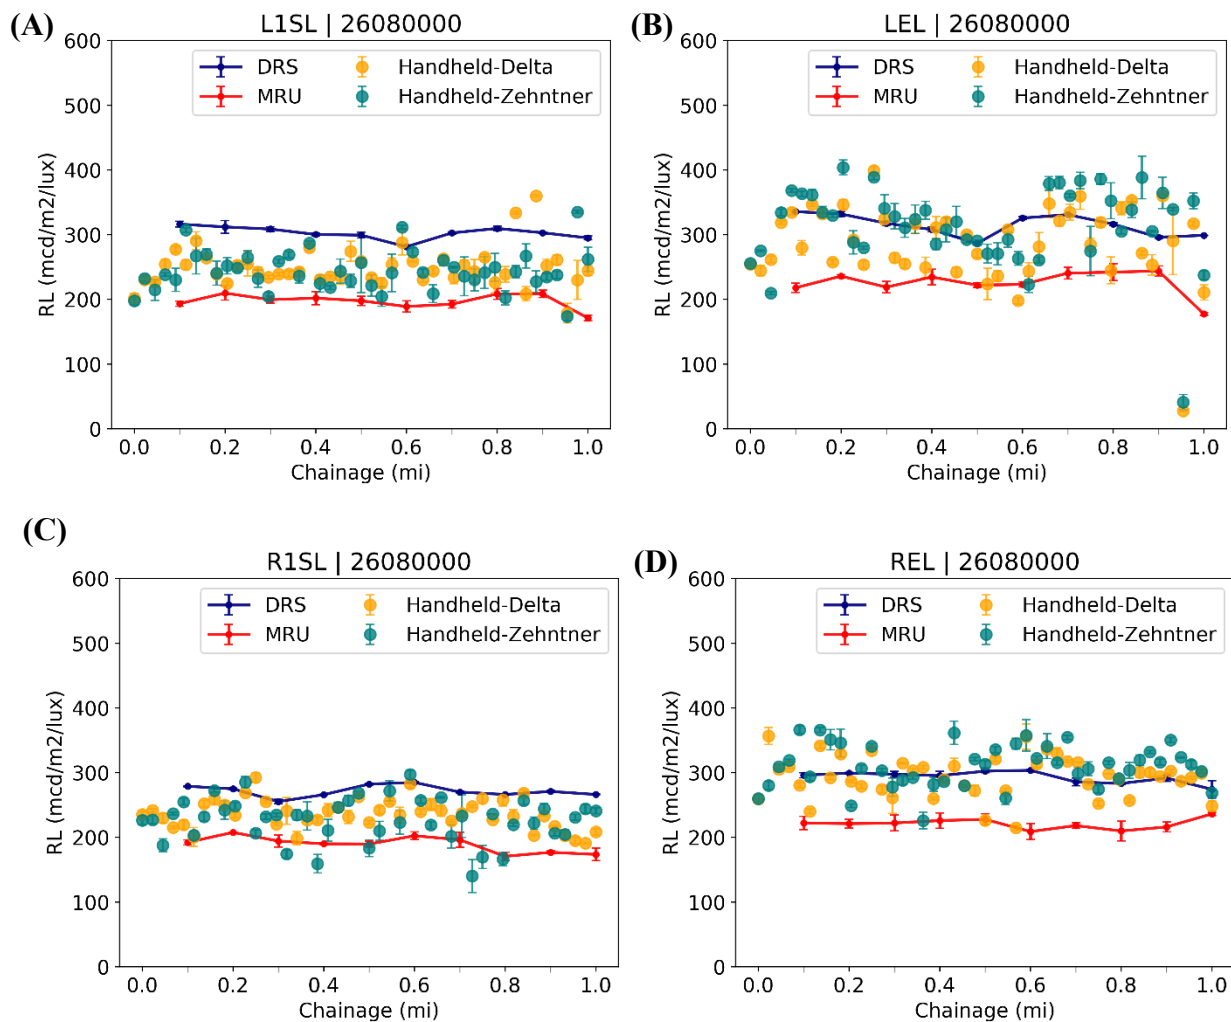 (A)
L1SL | 26080000
600
500
400
300
200
100
0
RL (mcd/m2/lux)
DRS
MRU
Handheld-Delta
Handheld-Zehntner
0.0 0.2 0.4 0.6 0.8 1.0
Chainage (mi)
(B)
LEL | 26080000
600
500
400
300
200
100
0
RL (mcd/m2/lux)
DRS
MRU
Handheld-Delta
Handheld-Zehntner
0.0 0.2 0.4 0.6 0.8 1.0
Chainage (mi)
(C)
R1SL | 26080000
600
500
400
300
200
100
0
RL (mcd/m2/lux)
DRS
MRU
Handheld-Delta
Handheld-Zehntner
0.0 0.2 0.4 0.6 0.8 1.0
Chainage (mi)
(D)
REL | 26080000
600
500
400
300
200
100
0
RL (mcd/m2/lux)
DRS
MRU
Handheld-Delta
Handheld-Zehntner
0.0 0.2 0.4 0.6 0.8 1.0
Chainage (mi)